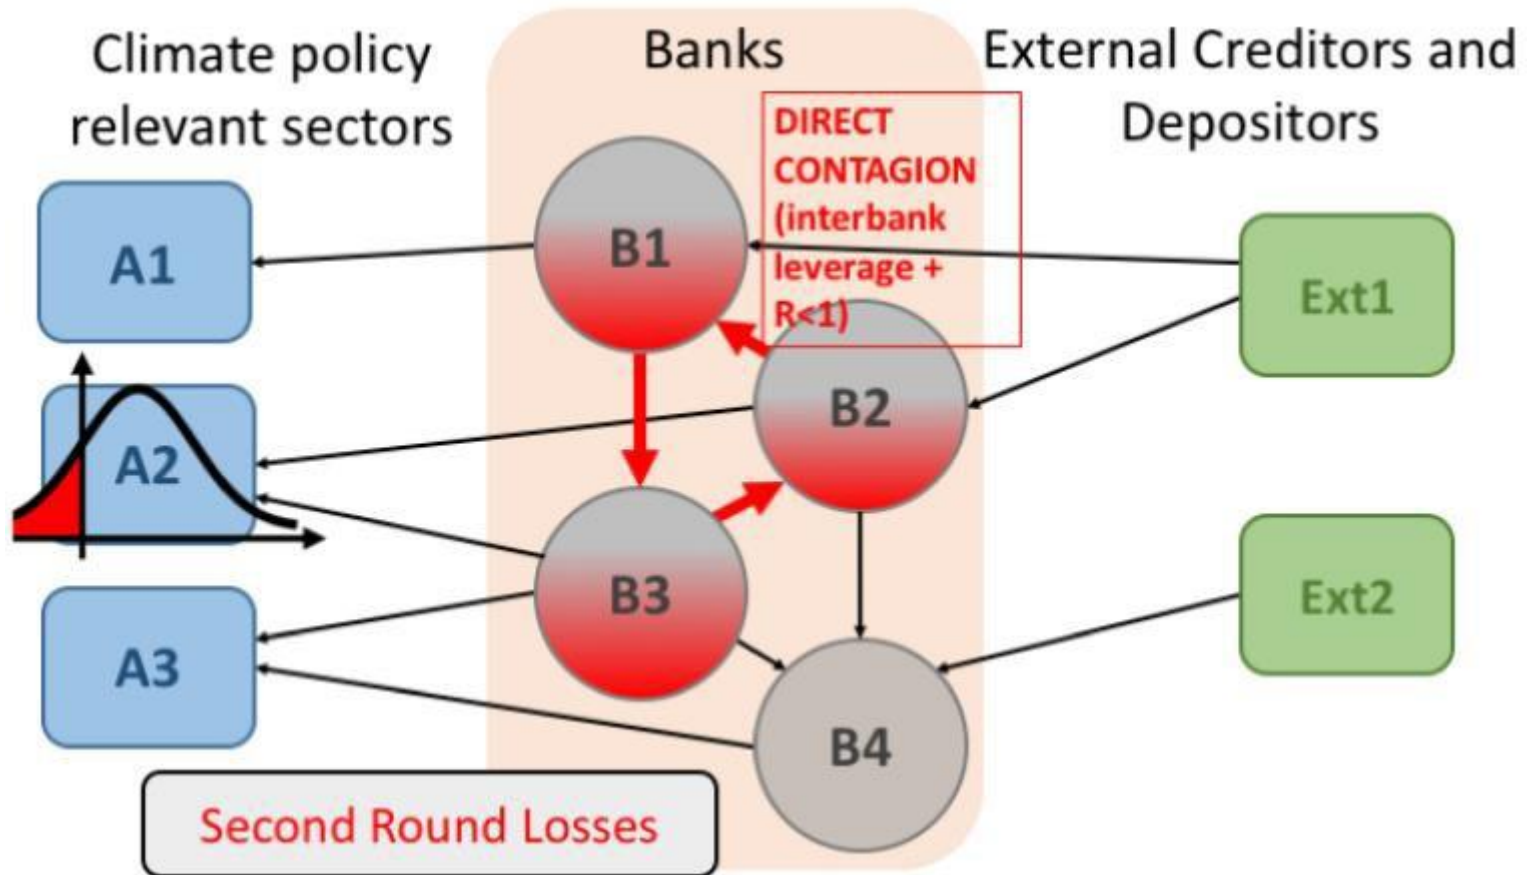 Climate policy
relevant sectors
Banks
External Creditors and
Depositors
DIRECT
CONTAGION
(interbank
leverage +
R<1)
A1
B1
Ext1
A2
B2
B3
Ext2
A3
B4
Second Round Losses